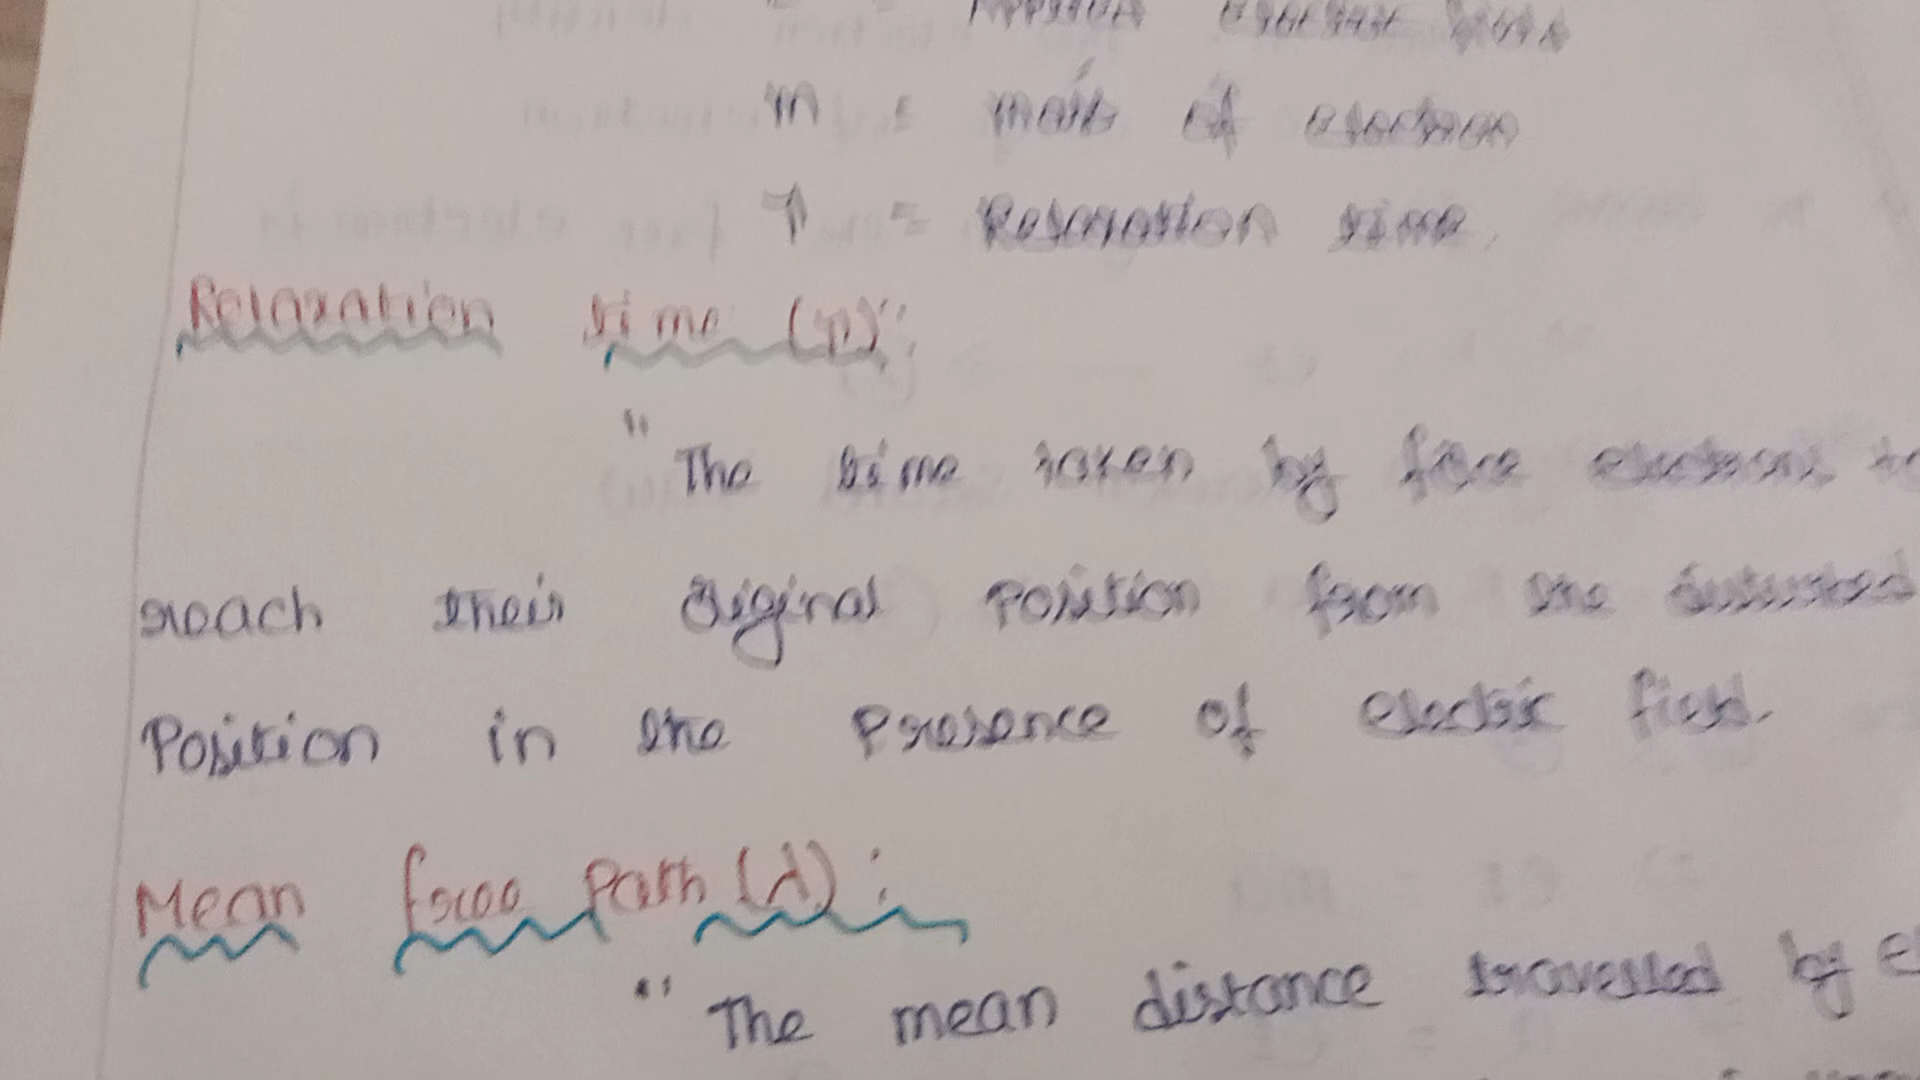 m = mass of electron
τ = Relaxation time.
Relaxation time (τ)":
" The time taken by free electrons to
reach their original position from the disturbed
Position in the Presence of electric field.
Mean free Path (λ) :
" The mean distance travelled by